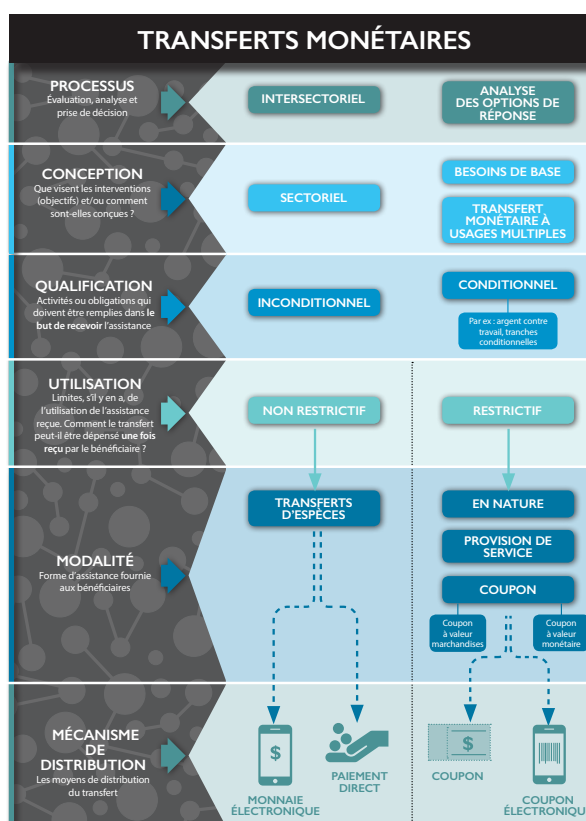 TRANSFERTS MONÉTAIRES
PROCESSUS
Évaluation, analyse et
prise de décision
INTERSECTORIEL
ANALYSE
DES OPTIONS DE
RÉPONSE
CONCEPTION
Que visent les interventions
(objectifs) et/ou comment
sont-elles conçues ?
SECTORIEL
BESOINS DE BASE
TRANSFERT
MONÉTAIRE À
USAGES MULTIPLES
QUALIFICATION
Activités ou obligations qui
doivent être remplies dans le
but de recevoir l'assistance
INCONDITIONNEL
CONDITIONNEL
Par ex : argent contre
travail, tranches
conditionnelles
UTILISATION
Limites, s'il y en a, de
l'utilisation de l'assistance
reçue. Comment le transfert
peut-il être dépensé une fois
reçu par le bénéficiaire ?
NON RESTRICTIF
RESTRICTIF
MODALITÉ
Forme d'assistance fournie
aux bénéficiaires
TRANSFERTS
D'ESPÈCES
EN NATURE
PROVISION DE
SERVICE
COUPON
Coupon
à valeur
marchandises
Coupon
à valeur
monétaire
MÉCANISME
DE
DISTRIBUTION
Les moyens de distribution
du transfert
$
MONNAIE
ÉLECTRONIQUE
PAIEMENT
DIRECT
$
COUPON
COUPON
ÉLECTRONIQUE